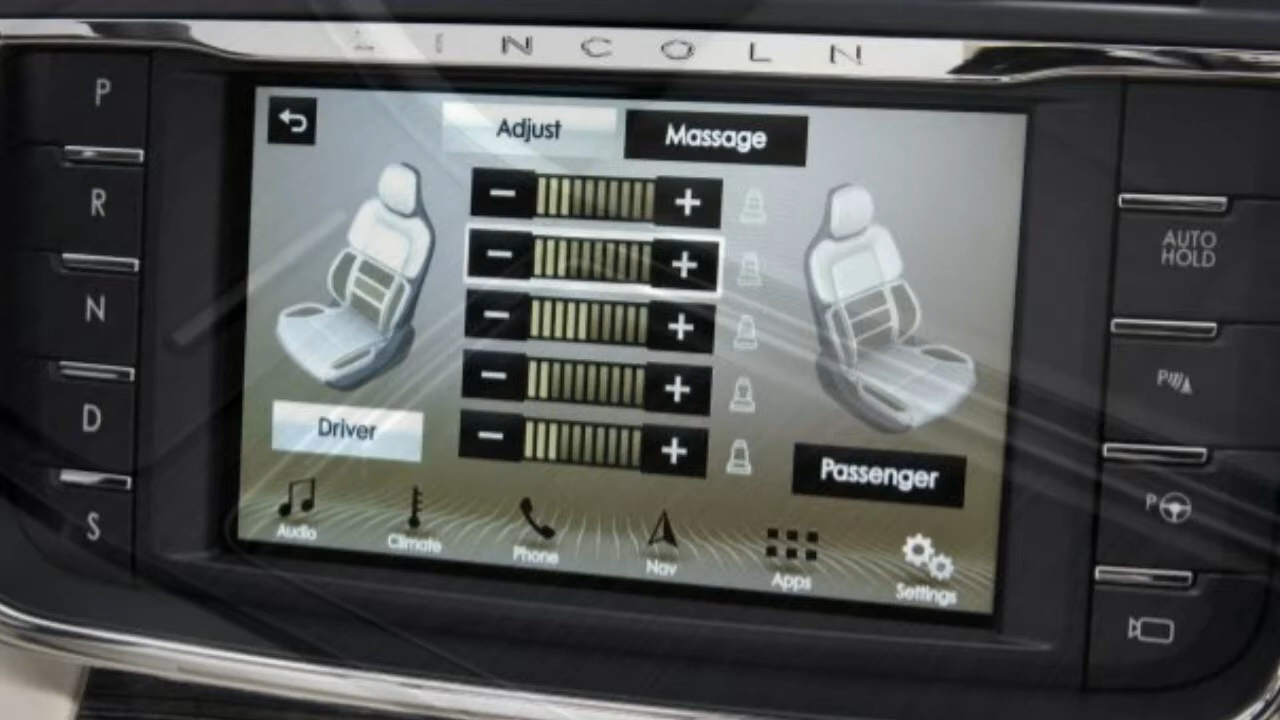 LINCOLN
P
R
N
D
S
Adjust
Massage
Driver
Passenger
Audio
Climate
Phone
Nav
Apps
Settings
AUTO
HOLD
P
P